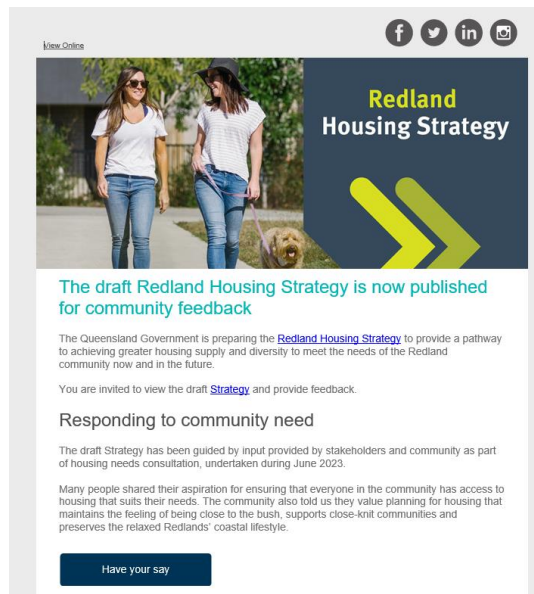 View Online
Redland
Housing Strategy
The draft Redland Housing Strategy is now published
for community feedback
The Queensland Government is preparing the Redland Housing Strategy to provide a pathway
to achieving greater housing supply and diversity to meet the needs of the Redland
community now and in the future.
You are invited to view the draft Strategy and provide feedback.
Responding to community need
The draft Strategy has been guided by input provided by stakeholders and community as part
of housing needs consultation, undertaken during June 2023.
Many people shared their aspiration for ensuring that everyone in the community has access to
housing that suits their needs. The community also told us they value planning for housing that
maintains the feeling of being close to the bush, supports close-knit communities and
preserves the relaxed Redlands' coastal lifestyle.
Have your say